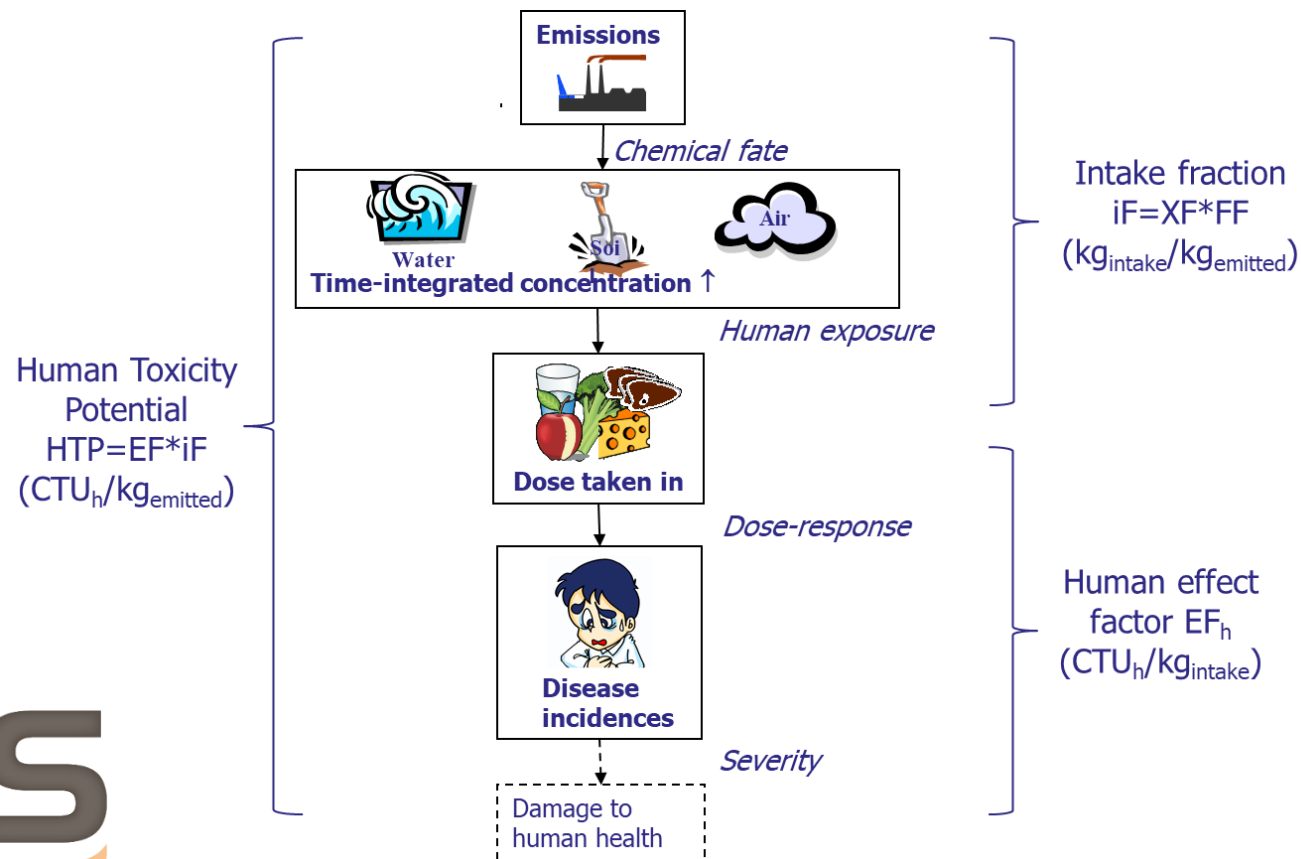 Emissions
Chemical fate
Water
Soi
Air
Time-integrated concentration ↑
Human exposure
Dose taken in
Dose-response
Disease
incidences
Severity
Damage to
human health
Human Toxicity
Potential
HTP=EF*iF
(CTUh/kgemitted)
Intake fraction
iF=XF*FF
(kgintake/kgemitted)
Human effect
factor EFh
(CTUh/kgintake)
S